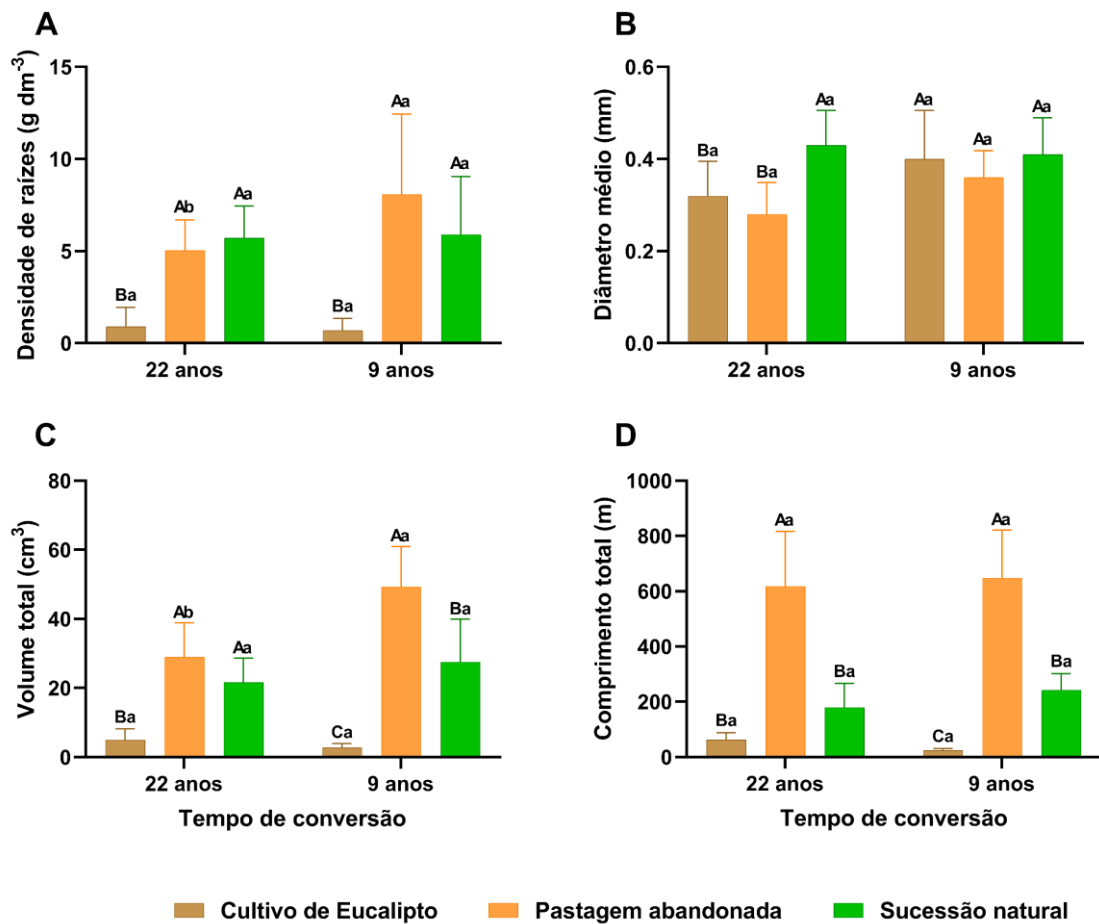 A
Densidade de raízes (g dm⁻³)
15
10
5
0
Ba
Ab
Aa
Ba
Aa
Aa
22 anos
9 anos
B
Diâmetro médio (mm)
0.6
0.4
0.2
0.0
Ba
Ba
Aa
Aa
Aa
Aa
22 anos
9 anos
C
Volume total (cm³)
80
60
40
20
0
Ba
Ab
Aa
Ca
Aa
Ba
22 anos
9 anos
Tempo de conversão
D
Comprimento total (m)
1000
800
600
400
200
0
Ba
Aa
Ba
Ca
Aa
Ba
22 anos
9 anos
Tempo de conversão
Cultivo de Eucalipto
Pastagem abandonada
Sucessão natural